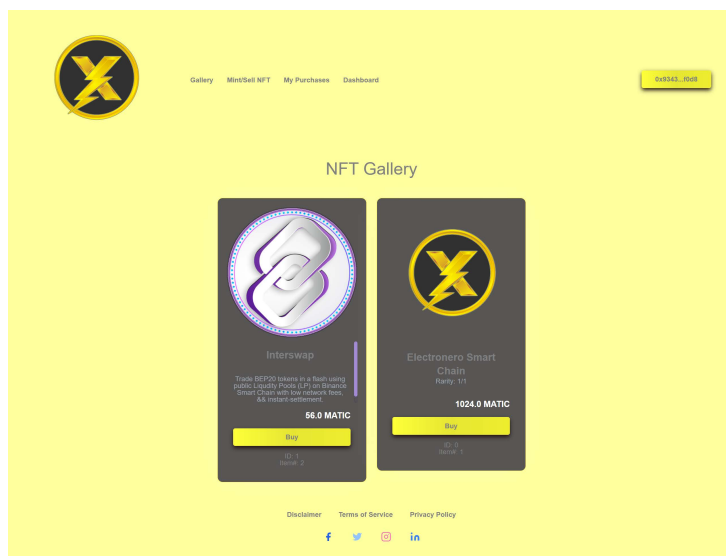 Gallery Mint/Sell NFT My Purchases Dashboard
0x9343...f0d8
NFT Gallery
Interswap
Trade BEP20 tokens in a flash using
public Liqudity Pools (LP) on Binance
Smart Chain with low network fees,
&& instant-settlement.
56.0 MATIC
Buy
ID: 1
Item#: 2
Electronero Smart
Chain
Rarity: 1/1
1024.0 MATIC
Buy
ID: 0
Item#: 1
Disclaimer Terms of Service Privacy Policy